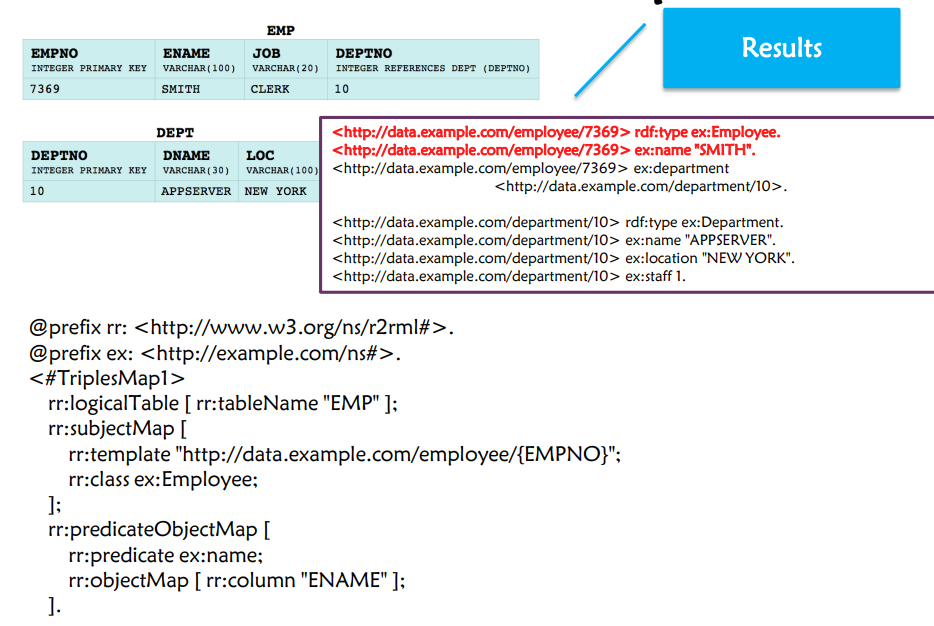 EMP
EMPNO ENAME JOB DEPTNO
INTEGER PRIMARY KEY VARCHAR(100) VARCHAR(20) INTEGER REFERENCES DEPT (DEPTNO)
7369 SMITH CLERK 10
Results
DEPT
DEPTNO DNAME LOC
INTEGER PRIMARY KEY VARCHAR(30) VARCHAR(100)
10 APPSERVER NEW YORK
<http://data.example.com/employee/7369> rdf:type ex:Employee.
<http://data.example.com/employee/7369> ex:name "SMITH".
<http://data.example.com/employee/7369> ex:department
<http://data.example.com/department/10>.
<http://data.example.com/department/10> rdf:type ex:Department.
<http://data.example.com/department/10> ex:name "APPSERVER".
<http://data.example.com/department/10> ex:location "NEW YORK".
<http://data.example.com/department/10> ex:staff 1.
@prefix rr: <http://www.w3.org/ns/r2rml#>.
@prefix ex: <http://example.com/ns#>.
<#TriplesMap1>
rr:logicalTable [ rr:tableName "EMP" ];
rr:subjectMap [
rr:template "http://data.example.com/employee/{EMPNO}";
rr:class ex:Employee;
];
rr:predicateObjectMap [
rr:predicate ex:name;
rr:objectMap [ rr:column "ENAME" ];
].